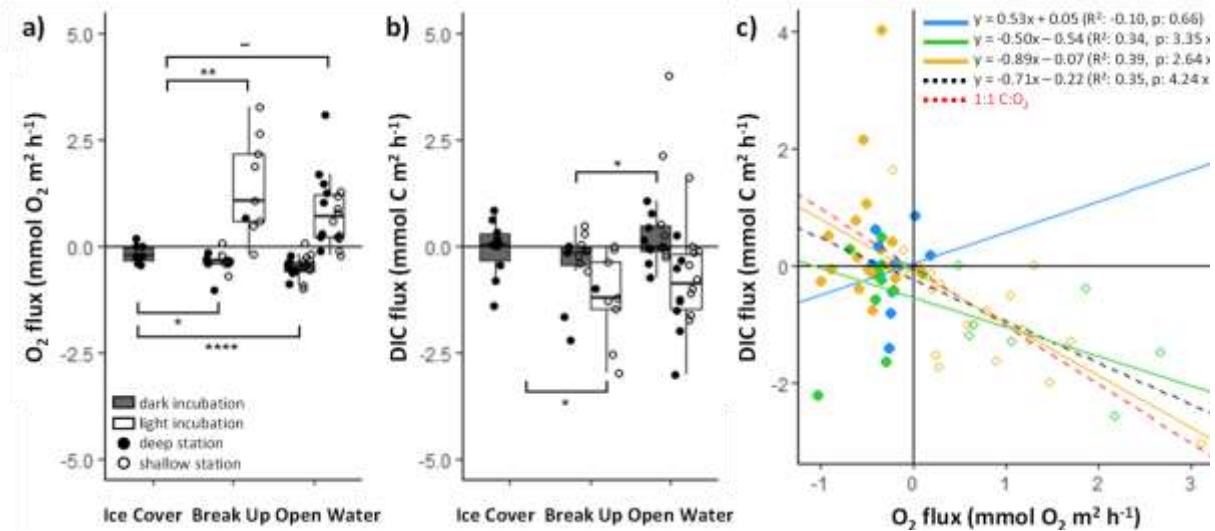 a)
O₂ flux (mmol O₂ m² h⁻¹)
5.0
2.5
0.0
-2.5
-5.0
**
*
****
dark incubation
light incubation
deep station
shallow station
Ice Cover Break Up Open Water
b)
DIC flux (mmol C m² h⁻¹)
5.0
2.5
0.0
-2.5
-5.0
*
*
Ice Cover Break Up Open Water
c)
DIC flux (mmol C m² h⁻¹)
4
2
0
-2
y = 0.53x + 0.05 (R²: -0.10, p: 0.66)
y = -0.50x – 0.54 (R²: 0.34, p: 3.35 x
y = -0.89x – 0.07 (R²: 0.39, p: 2.64 x
y = -0.71x – 0.22 (R²: 0.35, p: 4.24 x
1:1 C:O₂
-1 0 1 2 3
O₂ flux (mmol O₂ m² h⁻¹)